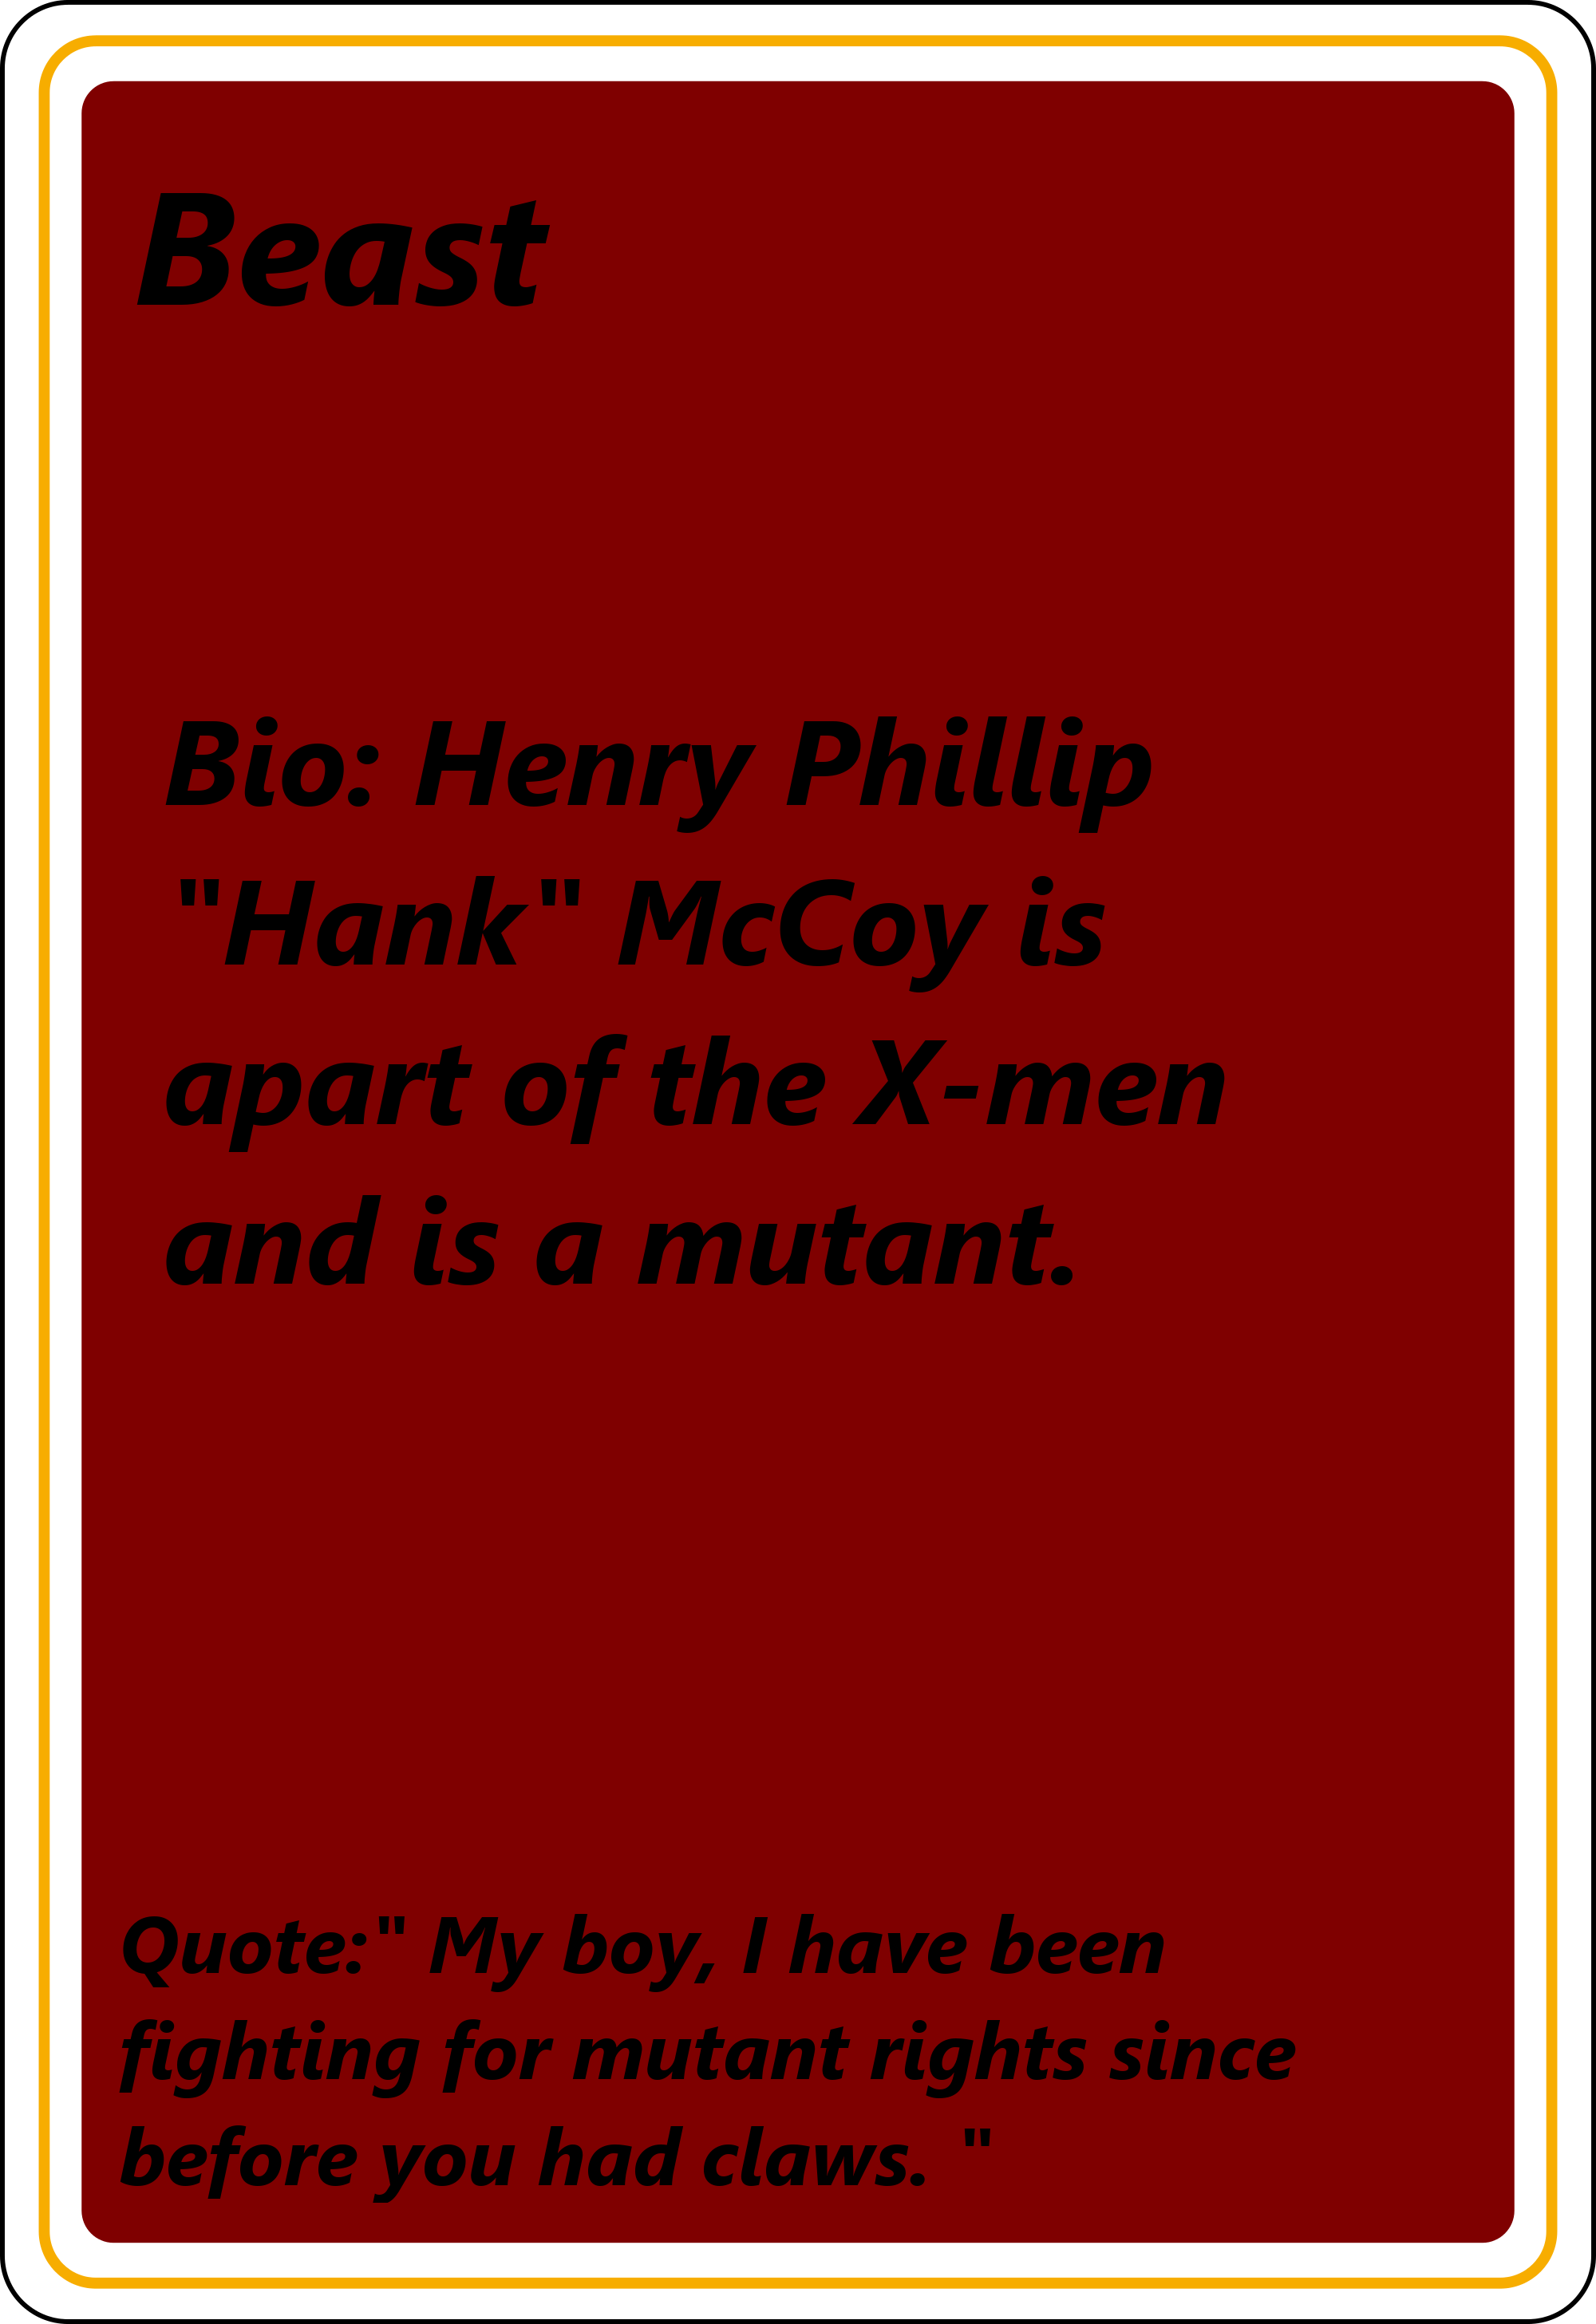 Beast
Bio: Henry Phillip
""Hank"" McCoy is
apart of the X-men
and is a mutant.
Quote:" My boy, I have been
fighting for mutant rights since
before you had claws. "